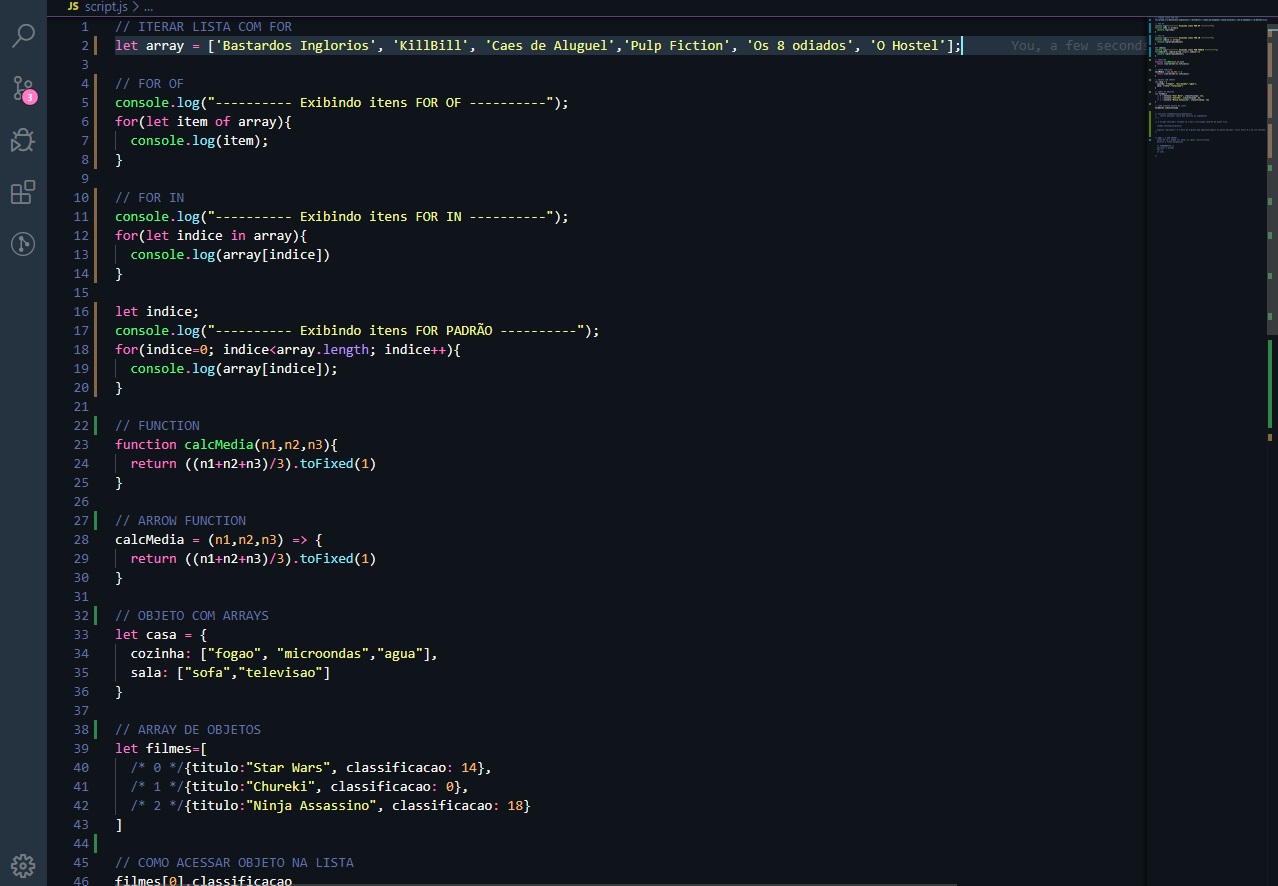 JS script.js > ...
1 // ITERAR LISTA COM FOR
2 let array = ['Bastardos Inglorios', 'KillBill', 'Caes de Aluguel','Pulp Fiction', 'Os 8 odiados', 'O Hostel']; You, a few seconds
3
4 // FOR OF
5 console.log("---------- Exibindo itens FOR OF ----------");
6 for(let item of array){
7 console.log(item);
8 }
9
10 // FOR IN
11 console.log("---------- Exibindo itens FOR IN ----------");
12 for(let indice in array){
13 console.log(array[indice])
14 }
15
16 let indice;
17 console.log("---------- Exibindo itens FOR PADRÃO ----------");
18 for(indice=0; indice<array.length; indice++){
19 console.log(array[indice]);
20 }
21
22 // FUNCTION
23 function calcMedia(n1,n2,n3){
24 return ((n1+n2+n3)/3).toFixed(1)
25 }
26
27 // ARROW FUNCTION
28 calcMedia = (n1,n2,n3) => {
29 return ((n1+n2+n3)/3).toFixed(1)
30 }
31
32 // OBJETO COM ARRAYS
33 let casa = {
34 cozinha: ["fogao", "microondas","agua"],
35 sala: ["sofa","televisao"]
36 }
37
38 // ARRAY DE OBJETOS
39 let filmes=[
40 /* 0 */{titulo:"Star Wars", classificacao: 14},
41 /* 1 */{titulo:"Chureki", classificacao: 0},
42 /* 2 */{titulo:"Ninja Assassino", classificacao: 18}
43 ]
44
45 // COMO ACESSAR OBJETO NA LISTA
46 filmes[0].classificacao
3